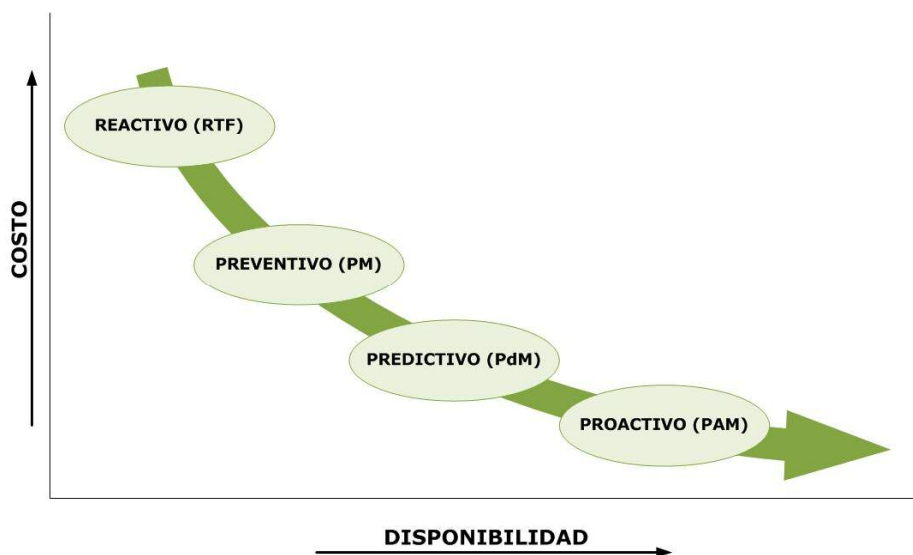 REACTIVO (RTF)
PREVENTIVO (PM)
COSTO
PREDICTIVO (PdM)
PROACTIVO (PAM)
DISPONIBILIDAD